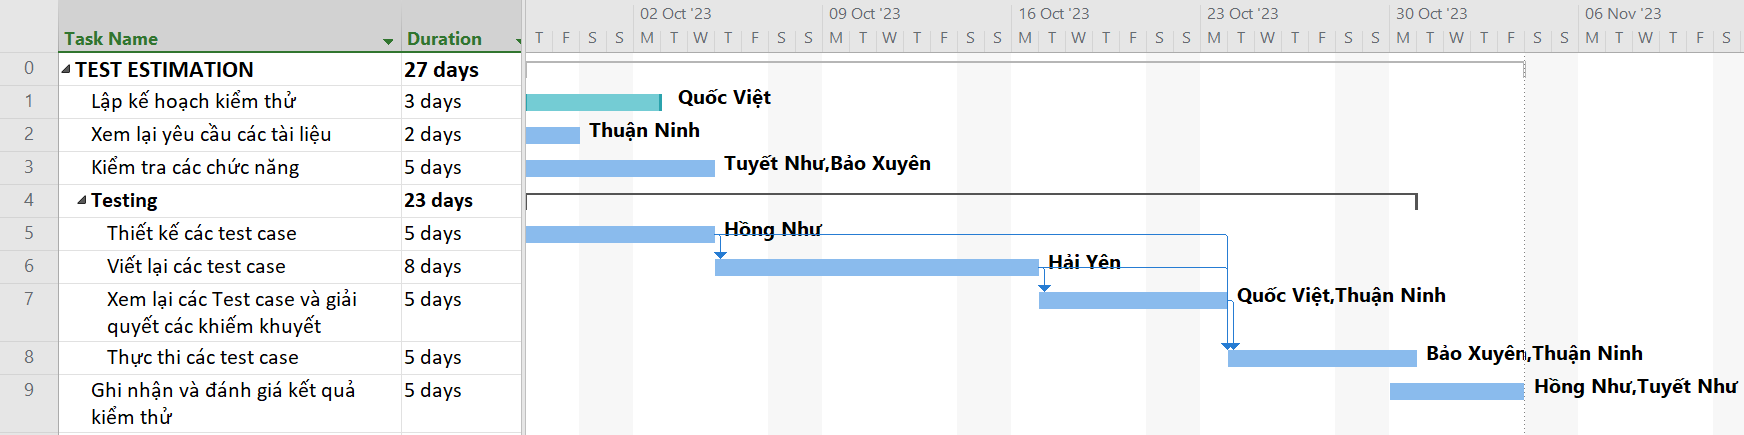 02 Oct '23 09 Oct '23 16 Oct '23 23 Oct '23 30 Oct '23 06 Nov '23
Task Name Duration T F S S M T W T F S S M T W T F S S M T W T F S S M T W T F S S M T W T F S S M T W T F S
0 TEST ESTIMATION 27 days
1 Lập kế hoạch kiểm thử 3 days Quốc Việt
2 Xem lại yêu cầu các tài liệu 2 days Thuận Ninh
3 Kiểm tra các chức năng 5 days Tuyết Như,Bảo Xuyên
4 Testing 23 days
5 Thiết kế các test case 5 days Hồng Như
6 Viết lại các test case 8 days Hải Yên
7 Xem lại các Test case và giải 5 days Quốc Việt,Thuận Ninh
quyết các khiếm khuyết
8 Thực thi các test case 5 days Bảo Xuyên,Thuận Ninh
9 Ghi nhận và đánh giá kết quả 5 days Hồng Như,Tuyết Như
kiểm thử